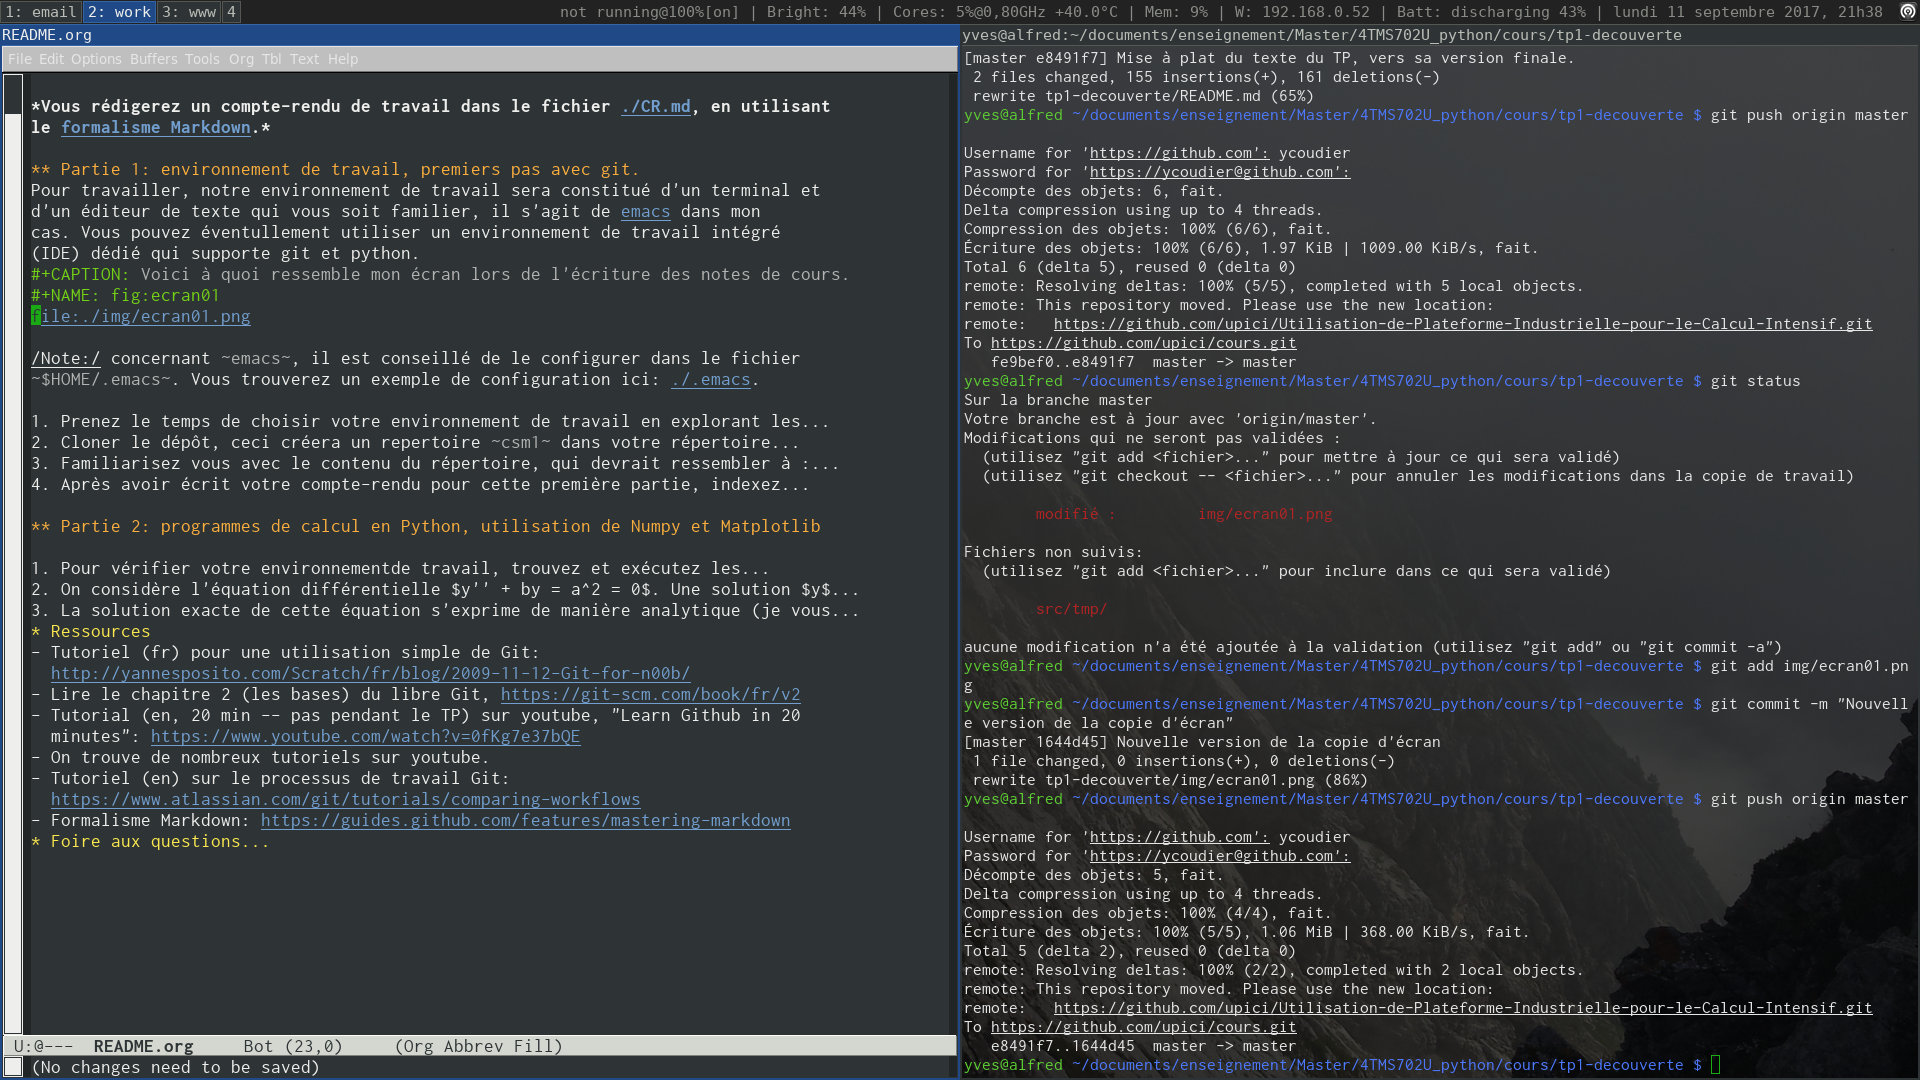 1: email 2: work 3: www 4
not running@100%[on] | Bright: 44% | Cores: 5%@0,80GHz +40.0°C | Mem: 9% | W: 192.168.0.52 | Batt: discharging 43% | lundi 11 septembre 2017, 21h38
README.org
File Edit Options Buffers Tools Org Tbl Text Help
*Vous rédigerez un compte-rendu de travail dans le fichier ./CR.md, en utilisant
le formalisme Markdown.*
** Partie 1: environnement de travail, premiers pas avec git.
Pour travailler, notre environnement de travail sera constitué d'un terminal et
d'un éditeur de texte qui vous soit familier, il s'agit de emacs dans mon
cas. Vous pouvez éventullement utiliser un environnement de travail intégré
(IDE) dédié qui supporte git et python.
#+CAPTION: Voici à quoi ressemble mon écran lors de l'écriture des notes de cours.
#+NAME: fig:ecran01
file:./img/ecran01.png
/Note:/ concernant ~emacs~, il est conseillé de le configurer dans le fichier
~$HOME/.emacs~. Vous trouverez un exemple de configuration ici: ./.emacs.
1. Prenez le temps de choisir votre environnement de travail en explorant les...
2. Cloner le dépôt, ceci créera un repertoire ~csm1~ dans votre répertoire...
3. Familiarisez vous avec le contenu du répertoire, qui devrait ressembler à :...
4. Après avoir écrit votre compte-rendu pour cette première partie, indexez...
** Partie 2: programmes de calcul en Python, utilisation de Numpy et Matplotlib
1. Pour vérifier votre environnementde travail, trouvez et exécutez les...
2. On considère l'équation différentielle $y'' + by = a^2 = 0$. Une solution $y$...
3. La solution exacte de cette équation s'exprime de manière analytique (je vous...
* Ressources
- Tutoriel (fr) pour une utilisation simple de Git:
http://yannesposito.com/Scratch/fr/blog/2009-11-12-Git-for-n00b/
- Lire le chapitre 2 (les bases) du libre Git, https://git-scm.com/book/fr/v2
- Tutorial (en, 20 min -- pas pendant le TP) sur youtube, "Learn Github in 20
minutes": https://www.youtube.com/watch?v=0fKg7e37bQE
- On trouve de nombreux tutoriels sur youtube.
- Tutoriel (en) sur le processus de travail Git:
https://www.atlassian.com/git/tutorials/comparing-workflows
- Formalisme Markdown: https://guides.github.com/features/mastering-markdown
* Foire aux questions...
U:@--- README.org Bot (23,0) (Org Abbrev Fill)
(No changes need to be saved)
yves@alfred:~/documents/enseignement/Master/4TMS702U_python/cours/tp1-decouverte
[master e8491f7] Mise à plat du texte du TP, vers sa version finale.
2 files changed, 155 insertions(+), 161 deletions(-)
rewrite tp1-decouverte/README.md (65%)
yves@alfred ~/documents/enseignement/Master/4TMS702U_python/cours/tp1-decouverte $ git push origin master
Username for 'https://github.com': ycoudier
Password for 'https://ycoudier@github.com':
Décompte des objets: 6, fait.
Delta compression using up to 4 threads.
Compression des objets: 100% (6/6), fait.
Écriture des objets: 100% (6/6), 1.97 KiB | 1009.00 KiB/s, fait.
Total 6 (delta 5), reused 0 (delta 0)
remote: Resolving deltas: 100% (5/5), completed with 5 local objects.
remote: This repository moved. Please use the new location:
remote: https://github.com/upici/Utilisation-de-Plateforme-Industrielle-pour-le-Calcul-Intensif.git
To https://github.com/upici/cours.git
fe9bef0..e8491f7 master -> master
yves@alfred ~/documents/enseignement/Master/4TMS702U_python/cours/tp1-decouverte $ git status
Sur la branche master
Votre branche est à jour avec 'origin/master'.
Modifications qui ne seront pas validées :
(utilisez "git add <fichier>..." pour mettre à jour ce qui sera validé)
(utilisez "git checkout -- <fichier>..." pour annuler les modifications dans la copie de travail)
modifié : img/ecran01.png
Fichiers non suivis:
(utilisez "git add <fichier>..." pour inclure dans ce qui sera validé)
src/tmp/
aucune modification n'a été ajoutée à la validation (utilisez "git add" ou "git commit -a")
yves@alfred ~/documents/enseignement/Master/4TMS702U_python/cours/tp1-decouverte $ git add img/ecran01.pn
g
yves@alfred ~/documents/enseignement/Master/4TMS702U_python/cours/tp1-decouverte $ git commit -m "Nouvell
e version de la copie d'écran"
[master 1644d45] Nouvelle version de la copie d'écran
1 file changed, 0 insertions(+), 0 deletions(-)
rewrite tp1-decouverte/img/ecran01.png (86%)
yves@alfred ~/documents/enseignement/Master/4TMS702U_python/cours/tp1-decouverte $ git push origin master
Username for 'https://github.com': ycoudier
Password for 'https://ycoudier@github.com':
Décompte des objets: 5, fait.
Delta compression using up to 4 threads.
Compression des objets: 100% (4/4), fait.
Écriture des objets: 100% (5/5), 1.06 MiB | 368.00 KiB/s, fait.
Total 5 (delta 2), reused 0 (delta 0)
remote: Resolving deltas: 100% (2/2), completed with 2 local objects.
remote: This repository moved. Please use the new location:
remote: https://github.com/upici/Utilisation-de-Plateforme-Industrielle-pour-le-Calcul-Intensif.git
To https://github.com/upici/cours.git
e8491f7..1644d45 master -> master
yves@alfred ~/documents/enseignement/Master/4TMS702U_python/cours/tp1-decouverte $